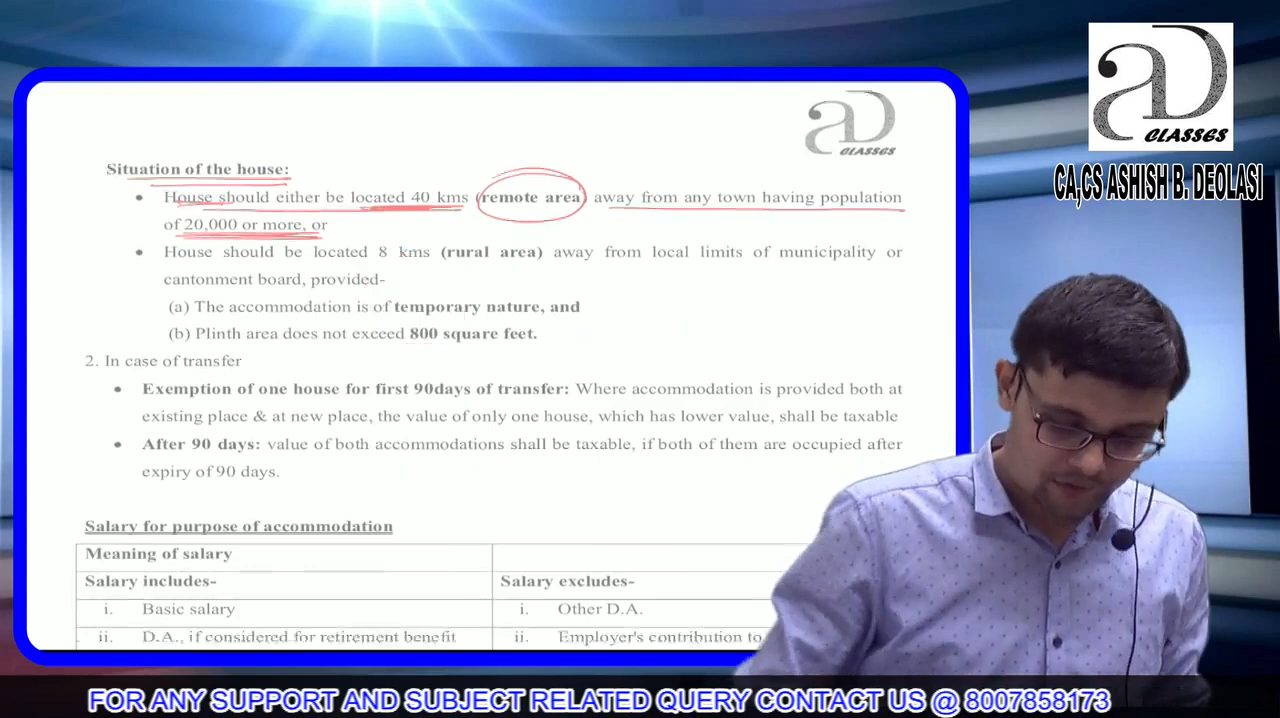 aD
CLASSES
CA,CS ASHISH B. DEOLASI
aD
CLASSES
Situation of the house:
• House should either be located 40 kms (remote area) away from any town having population
of 20,000 or more, or
• House should be located 8 kms (rural area) away from local limits of municipality or
cantonment board, provided-
(a) The accommodation is of temporary nature, and
(b) Plinth area does not exceed 800 square feet.
2. In case of transfer
• Exemption of one house for first 90days of transfer: Where accommodation is provided both at
existing place & at new place, the value of only one house, which has lower value, shall be taxable
• After 90 days: value of both accommodations shall be taxable, if both of them are occupied after
expiry of 90 days.
Salary for purpose of accommodation
Meaning of salary
Salary includes- Salary excludes-
i. Basic salary i. Other D.A.
ii. D.A., if considered for retirement benefit ii. Employer's contribution to
FOR ANY SUPPORT AND SUBJECT RELATED QUERY CONTACT US @ 8007858173